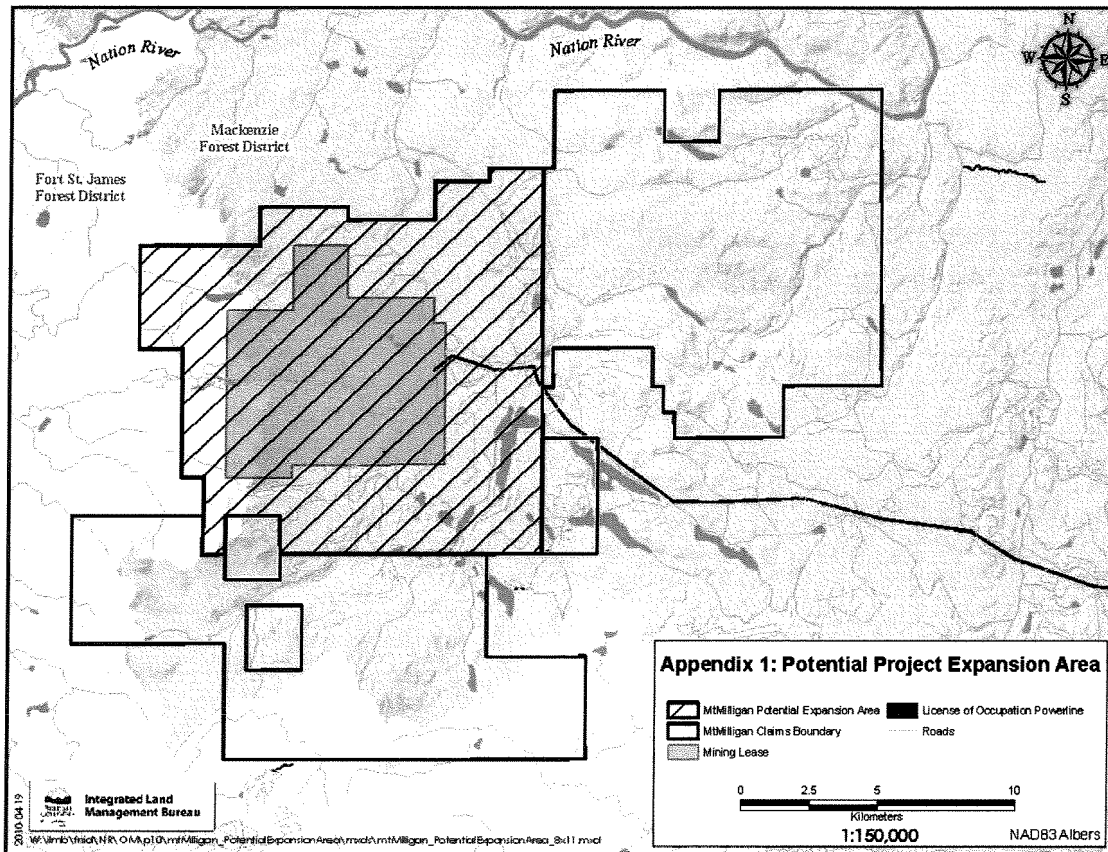 Nation River
Nation River
N
W E
S
Mackenzie
Forest District
Fort St. James
Forest District
Appendix 1: Potential Project Expansion Area
MtMilligan Potential Expansion Area
License of Occupation Powerline
MtMilligan Claims Boundary
Roads
Mining Lease
0 2.5 5 10
Kilometers
1:150,000
NAD83 Albers
Integrated Land
Management Bureau
2010-04-19